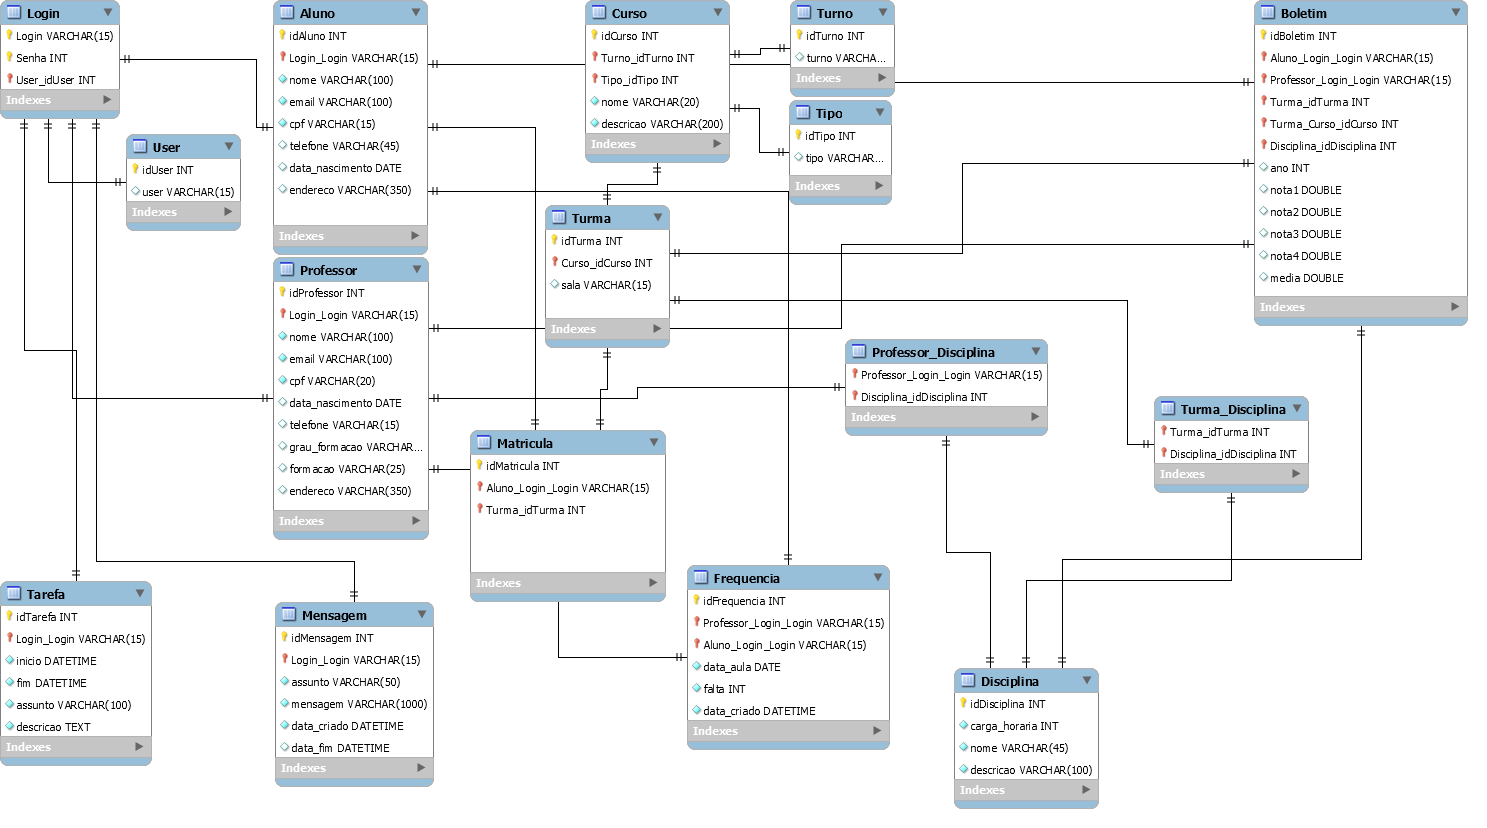 Login
Login VARCHAR(15)
Senha INT
User_idUser INT
Indexes
User
idUser INT
user VARCHAR(15)
Indexes
Aluno
idAluno INT
Login_Login VARCHAR(15)
nome VARCHAR(100)
email VARCHAR(100)
cpf VARCHAR(15)
telefone VARCHAR(45)
data_nascimento DATE
endereco VARCHAR(350)
Indexes
Professor
idProfessor INT
Login_Login VARCHAR(15)
nome VARCHAR(100)
email VARCHAR(100)
cpf VARCHAR(20)
data_nascimento DATE
telefone VARCHAR(15)
grau_formacao VARCHAR...
formacao VARCHAR(25)
endereco VARCHAR(350)
Indexes
Curso
idCurso INT
Turno_idTurno INT
Tipo_idTipo INT
nome VARCHAR(20)
descricao VARCHAR(200)
Indexes
Turno
idTurno INT
turno VARCHA...
Indexes
Tipo
idTipo INT
tipo VARCHAR...
Indexes
Turma
idTurma INT
Curso_idCurso INT
sala VARCHAR(15)
Indexes
Boletim
idBoletim INT
Aluno_Login_Login VARCHAR(15)
Professor_Login_Login VARCHAR(15)
Turma_idTurma INT
Turma_Curso_idCurso INT
Disciplina_idDisciplina INT
ano INT
nota1 DOUBLE
nota2 DOUBLE
nota3 DOUBLE
nota4 DOUBLE
media DOUBLE
Indexes
Professor_Disciplina
Professor_Login_Login VARCHAR(15)
Disciplina_idDisciplina INT
Indexes
Turma_Disciplina
Turma_idTurma INT
Disciplina_idDisciplina INT
Indexes
Matricula
idMatricula INT
Aluno_Login_Login VARCHAR(15)
Turma_idTurma INT
Indexes
Tarefa
idTarefa INT
Login_Login VARCHAR(15)
inicio DATETIME
fim DATETIME
assunto VARCHAR(100)
descricao TEXT
Indexes
Mensagem
idMensagem INT
Login_Login VARCHAR(15)
assunto VARCHAR(50)
mensagem VARCHAR(1000)
data_criado DATETIME
data_fim DATETIME
Indexes
Frequencia
idFrequencia INT
Professor_Login_Login VARCHAR(15)
Aluno_Login_Login VARCHAR(15)
data_aula DATE
falta INT
data_criado DATETIME
Indexes
Disciplina
idDisciplina INT
carga_horaria INT
nome VARCHAR(45)
descricao VARCHAR(100)
Indexes